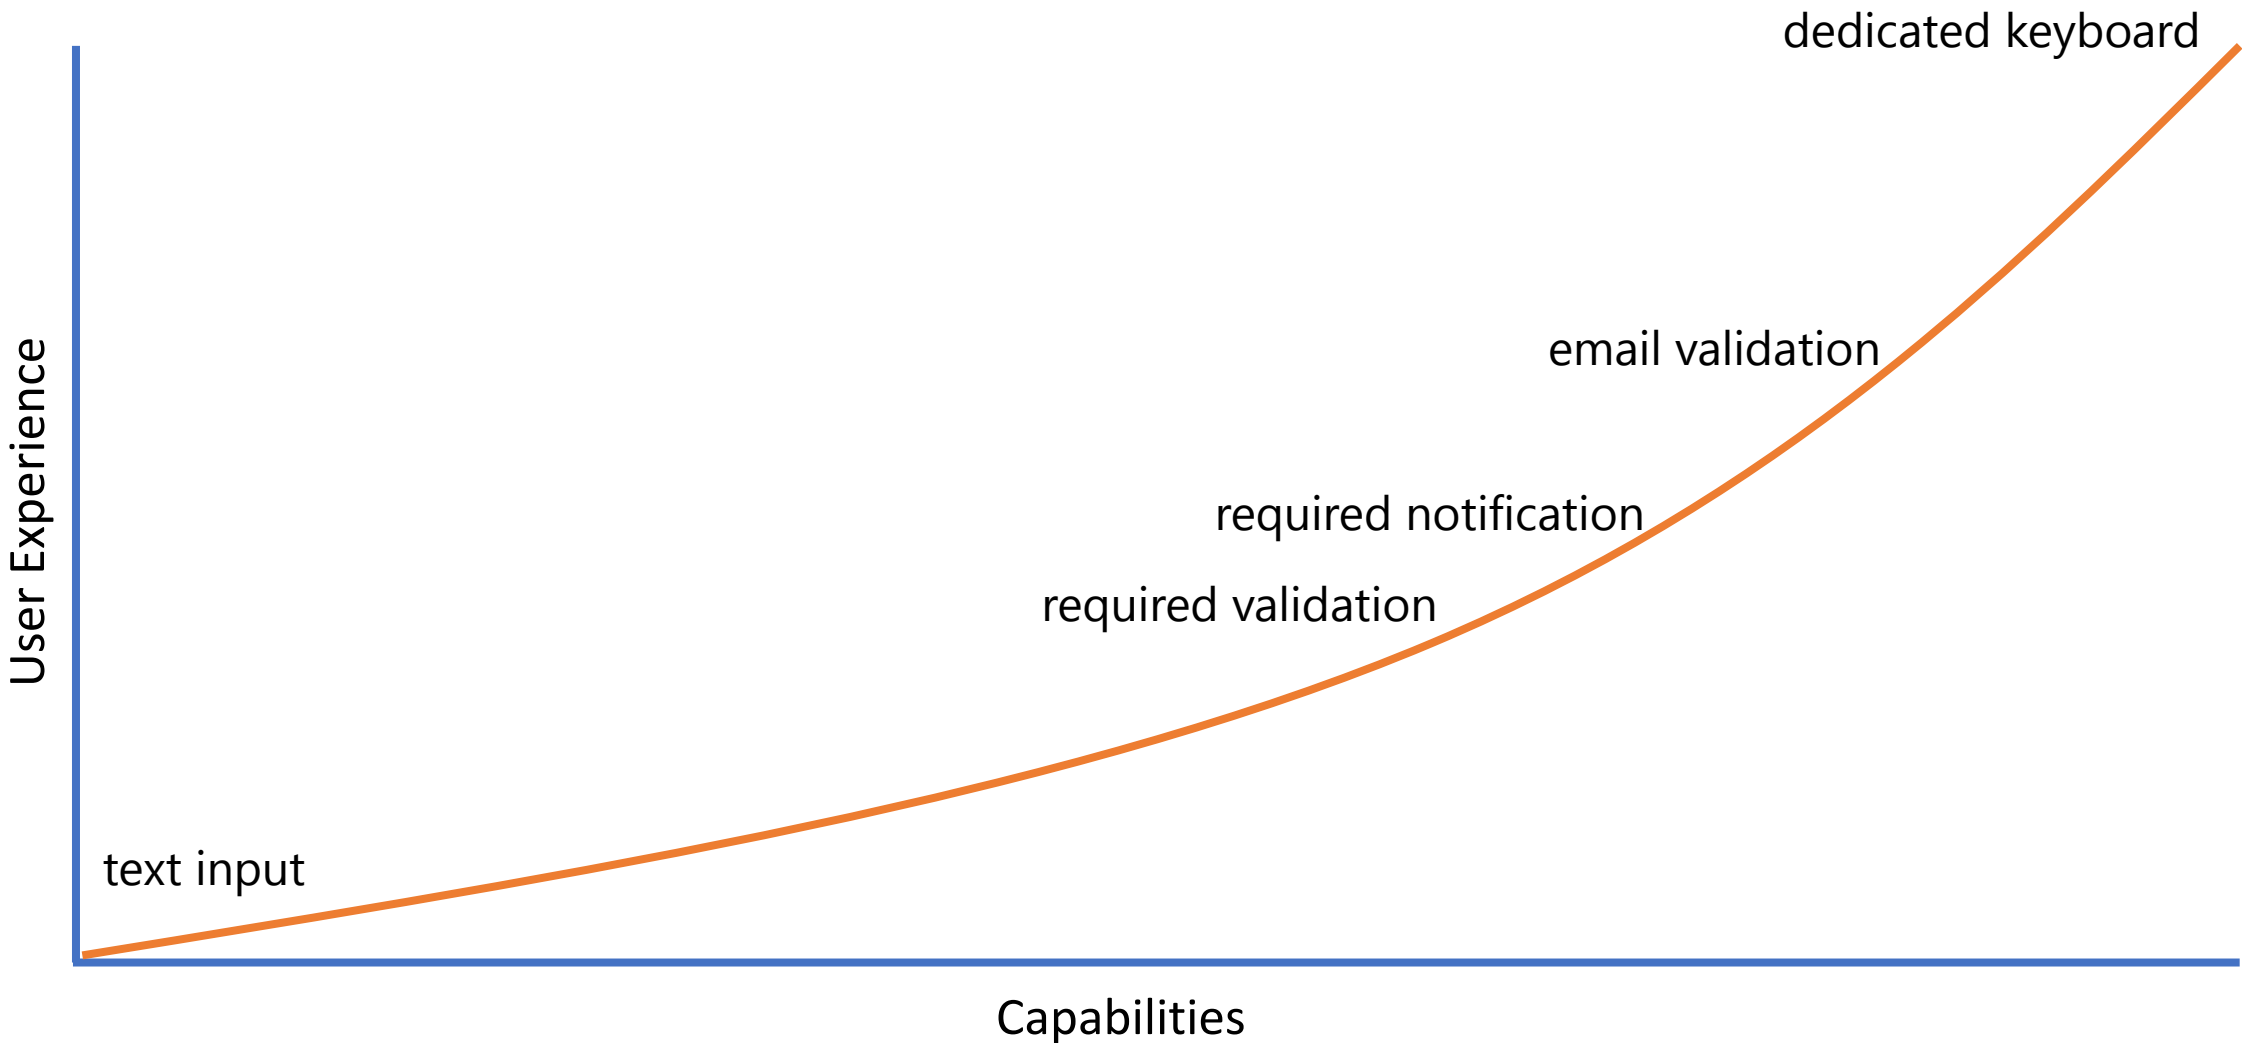 dedicated keyboard
email validation
required notification
required validation
text input
User Experience
Capabilities